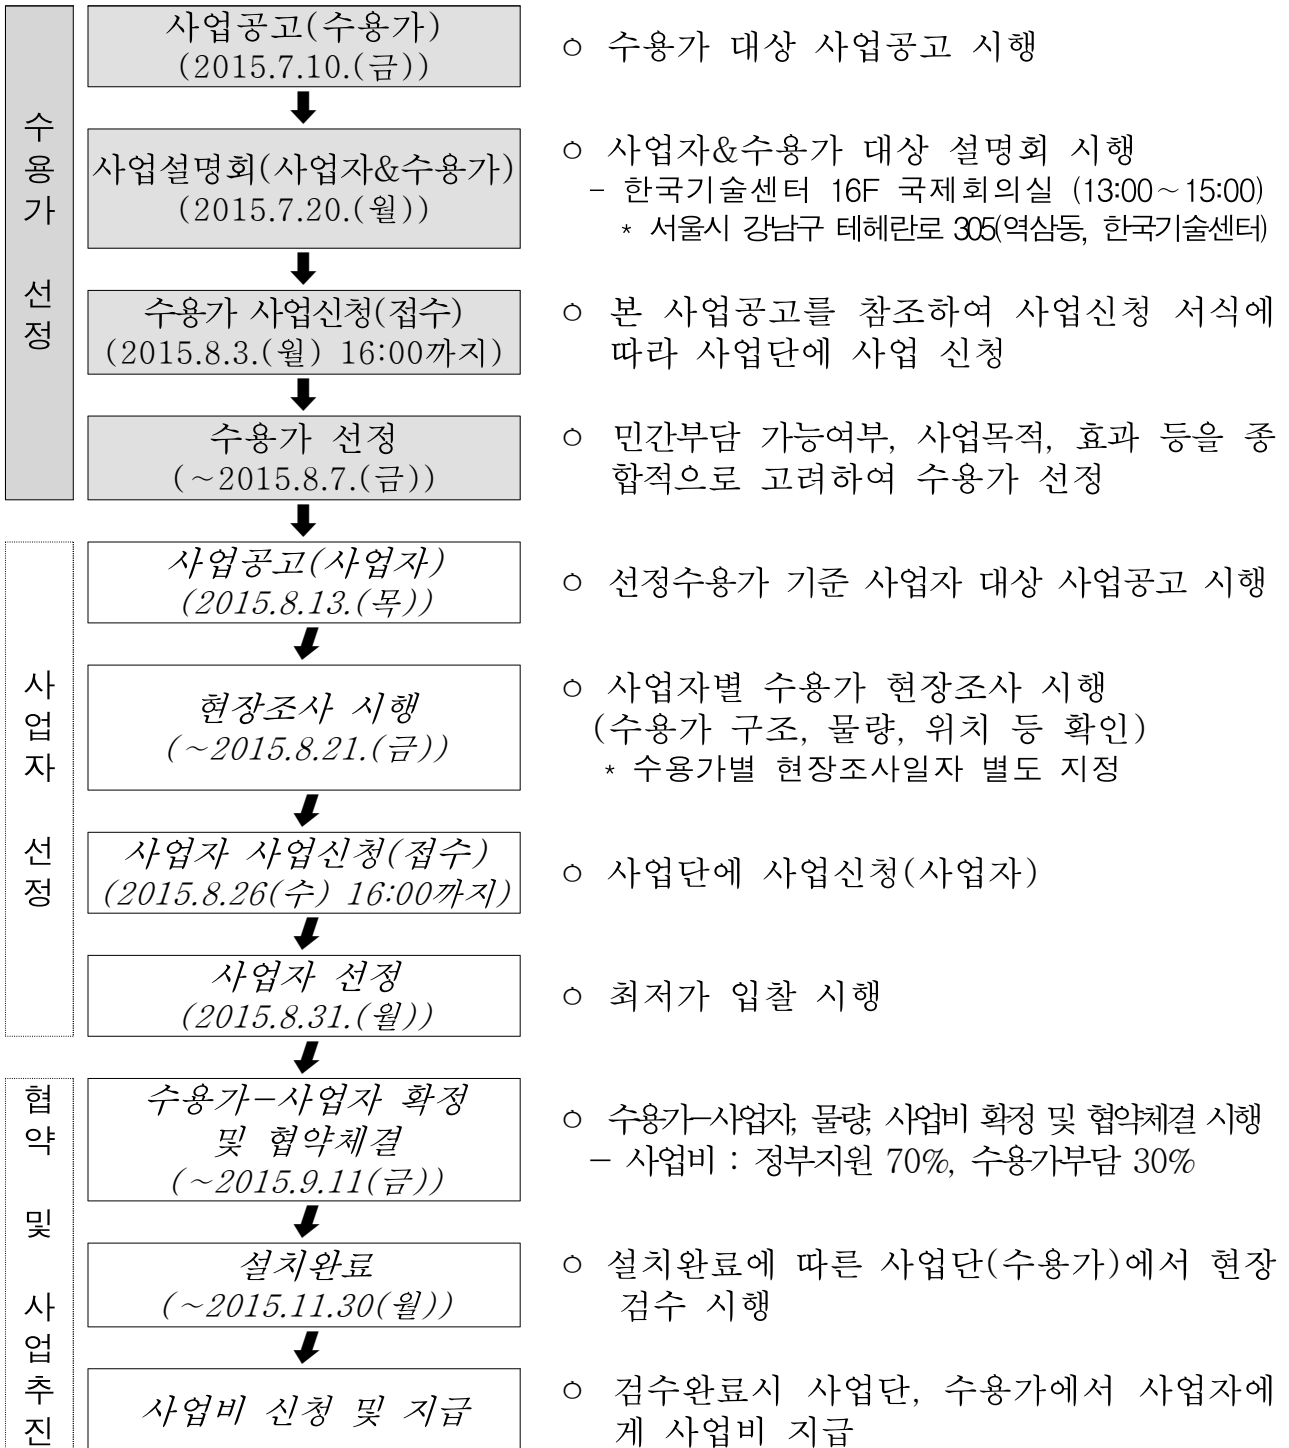 수용가 선정
사업공고(수용가)
(2015.7.10.(금))
○ 수용가 대상 사업공고 시행
사업설명회(사업자&수용가)
(2015.7.20.(월))
○ 사업자&수용가 대상 설명회 시행
- 한국기술센터 16F 국제회의실 (13:00~15:00)
* 서울시 강남구 테헤란로 305(역삼동, 한국기술센터)
수용가 사업신청(접수)
(2015.8.3.(월) 16:00까지)
○ 본 사업공고를 참조하여 사업신청 서식에
따라 사업단에 사업 신청
수용가 선정
(~2015.8.7.(금))
○ 민간부담 가능여부, 사업목적, 효과 등을 종
합적으로 고려하여 수용가 선정
사업자 선정
사업공고(사업자)
(2015.8.13.(목))
○ 선정수용가 기준 사업자 대상 사업공고 시행
현장조사 시행
(~2015.8.21.(금))
○ 사업자별 수용가 현장조사 시행
(수용가 구조, 물량, 위치 등 확인)
* 수용가별 현장조사일자 별도 지정
사업자 사업신청(접수)
(2015.8.26(수) 16:00까지)
○ 사업단에 사업신청(사업자)
사업자 선정
(2015.8.31.(월))
○ 최저가 입찰 시행
협약 및 사업추진
수용가-사업자 확정
및 협약체결
(~2015.9.11(금))
○ 수용가-사업자, 물량, 사업비 확정 및 협약체결 시행
- 사업비 : 정부지원 70%, 수용가부담 30%
설치완료
(~2015.11.30(월))
○ 설치완료에 따른 사업단(수용가)에서 현장
검수 시행
사업비 신청 및 지급
○ 검수완료시 사업단, 수용가에서 사업자에
게 사업비 지급